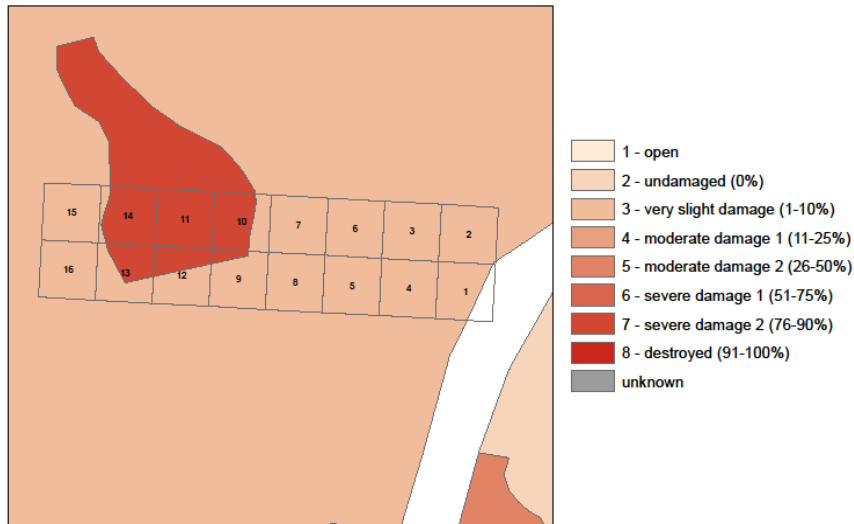 15
14
11
10
7
6
3
2
16
13
12
9
8
5
4
1
1 - open
2 - undamaged (0%)
3 - very slight damage (1-10%)
4 - moderate damage 1 (11-25%)
5 - moderate damage 2 (26-50%)
6 - severe damage 1 (51-75%)
7 - severe damage 2 (76-90%)
8 - destroyed (91-100%)
unknown